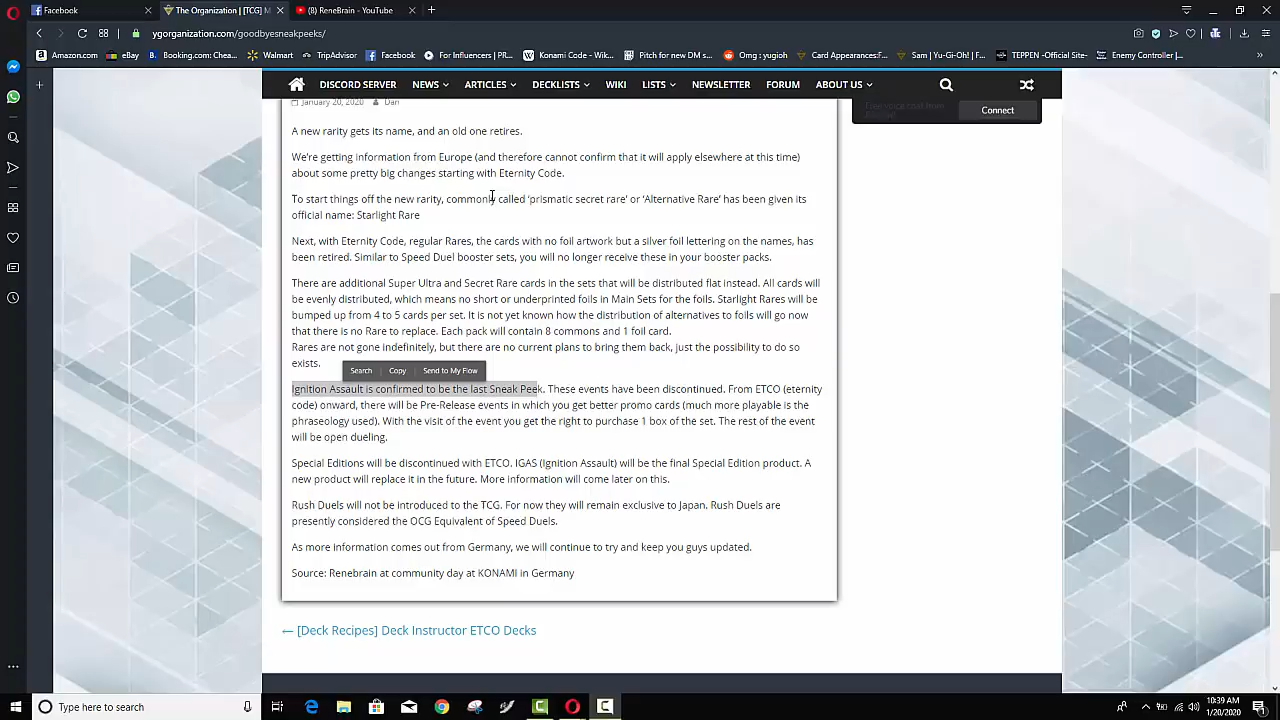 Facebook
The Organization | [TCG] M
(8) ReneBrain - YouTube
ygorganization.com/goodbyesneakpeeks/
Amazon.com
eBay
Booking.com: Chea...
Walmart
TripAdvisor
Facebook
For Influencers | PR...
Konami Code - Wik...
Pitch for new DM s...
Omg : yugioh
Card Appearances:F...
Sam | Yu-Gi-Oh! | F...
TEPPEN -Official Site-
Enemy Controller |...
DISCORD SERVER
NEWS
ARTICLES
DECKLISTS
WIKI
LISTS
NEWSLETTER
FORUM
ABOUT US
January 20, 2020
Dan
Connect
A new rarity gets its name, and an old one retires.
We're getting information from Europe (and therefore cannot confirm that it will apply elsewhere at this time)
about some pretty big changes starting with Eternity Code.
To start things off the new rarity, commonly called 'prismatic secret rare' or 'Alternative Rare' has been given its
official name: Starlight Rare
Next, with Eternity Code, regular Rares, the cards with no foil artwork but a silver foil lettering on the names, has
been retired. Similar to Speed Duel booster sets, you will no longer receive these in your booster packs.
There are additional Super Ultra and Secret Rare cards in the sets that will be distributed flat instead. All cards will
be evenly distributed, which means no short or underprinted foils in Main Sets for the foils. Starlight Rares will be
bumped up from 4 to 5 cards per set. It is not yet known how the distribution of alternatives to foils will go now
that there is no Rare to replace. Each pack will contain 8 commons and 1 foil card.
Rares are not gone indefinitely, but there are no current plans to bring them back, just the possibility to do so
exists.
Search
Copy
Send to My Flow
Ignition Assault is confirmed to be the last Sneak Peek. These events have been discontinued. From ETCO (eternity
code) onward, there will be Pre-Release events in which you get better promo cards (much more playable is the
phraseology used). With the visit of the event you get the right to purchase 1 box of the set. The rest of the event
will be open dueling.
Special Editions will be discontinued with ETCO. IGAS (Ignition Assault) will be the final Special Edition product. A
new product will replace it in the future. More information will come later on this.
Rush Duels will not be introduced to the TCG. For now they will remain exclusive to Japan. Rush Duels are
presently considered the OCG Equivalent of Speed Duels.
As more information comes out from Germany, we will continue to try and keep you guys updated.
Source: Renebrain at community day at KONAMI in Germany
← [Deck Recipes] Deck Instructor ETCO Decks
Type here to search
10:39 AM
1/20/2020